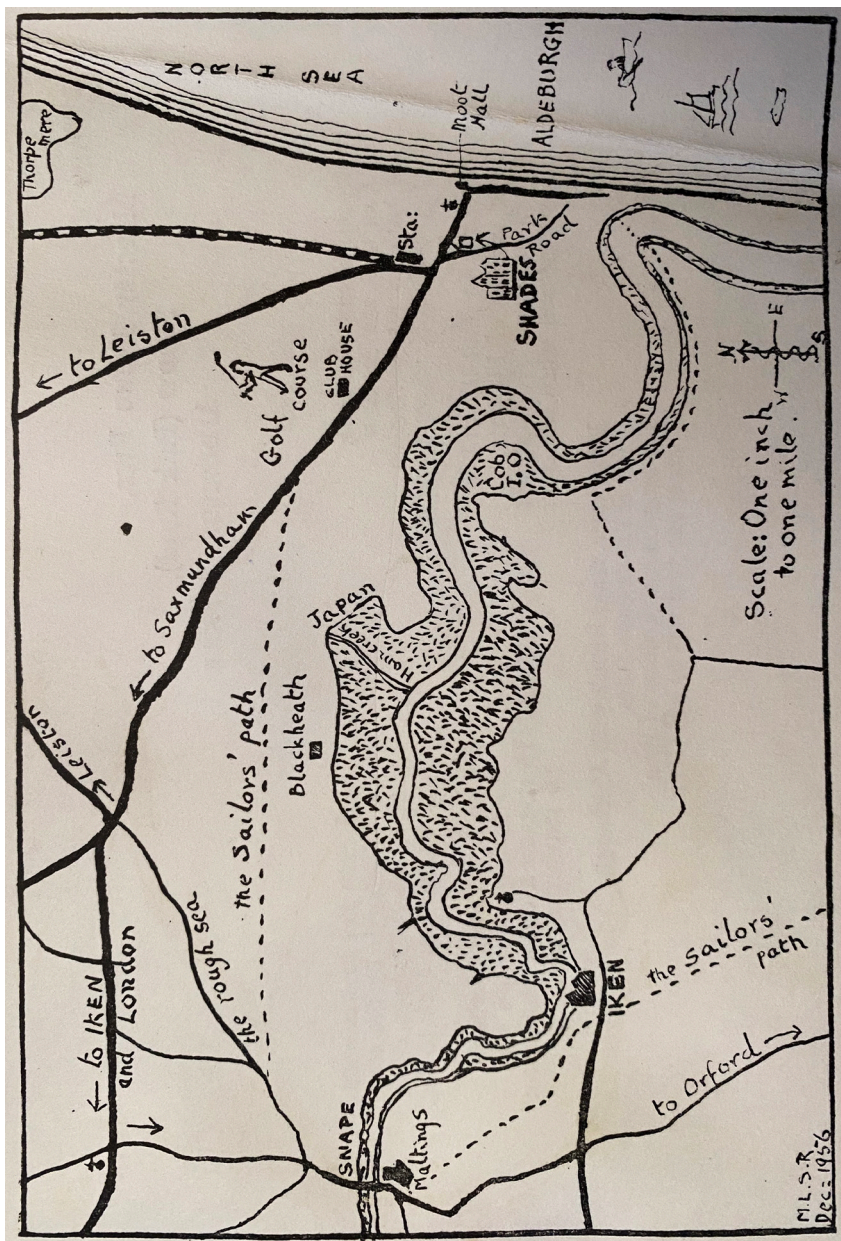 ← to IKEN
and London
Leiston →
← to Leiston
Thorpe
mere
the rough sea
← to Saxmundham
Golf
course
CLUB
HOUSE
Sta:
NORTH SEA
the Sailors' path
Blackheath
Japan
Ham creek
SNAPE
Maltings
Moot
Hall
ALDEBURGH
Park
Road
SHADES
Cob
I.O
IKEN
the sailors'
path
to Orford →
N
E
S
W
Scale: One inch
to one mile.
M.L.S.R
Dec: 1956